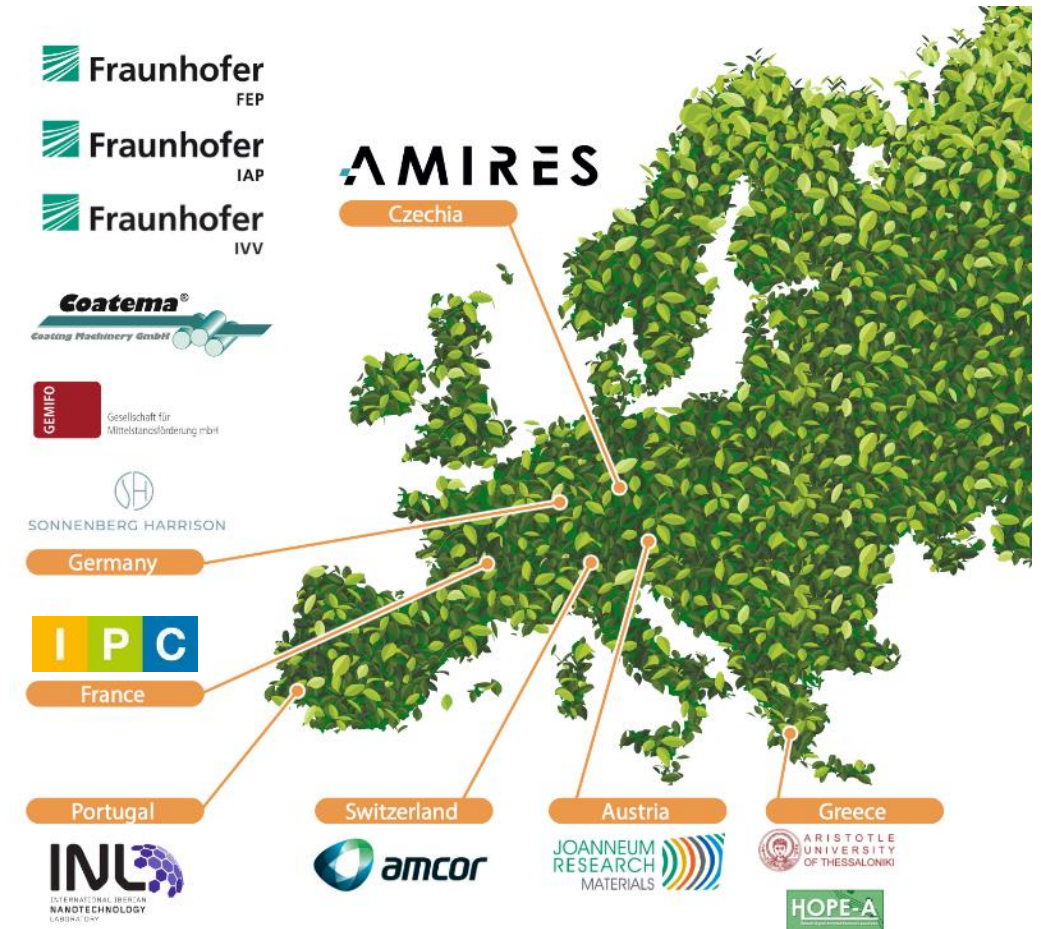 Fraunhofer
FEP
Fraunhofer
IAP
Fraunhofer
IVV
AMIRES
Czechia
Coatema®
Coating Machinery GmbH
GEMIFO
Gesellschaft für
Mittelstandsförderung mbH
SH
SONNENBERG HARRISON
Germany
IPC
France
Portugal
INL
INTERNATIONAL IBERIAN
NANOTECHNOLOGY
LABORATORY
Switzerland
amcor
Austria
JOANNEUM
RESEARCH
MATERIALS
Greece
ARISTOTLE
UNIVERSITY
OF THESSALONIKI
HOPE-A